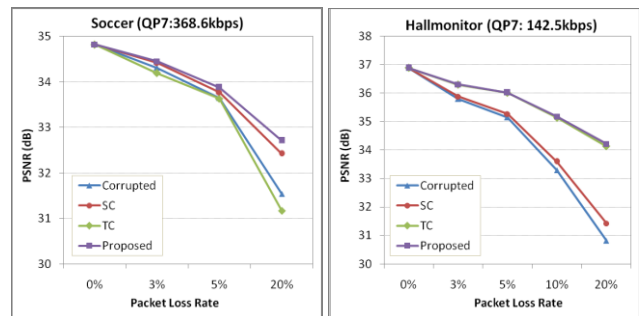 Soccer (QP7:368.6kbps)
35
34
33
32
31
30
PSNR (dB)
Corrupted
SC
TC
Proposed
0% 3% 5% 20%
Packet Loss Rate
Hallmonitor (QP7: 142.5kbps)
38
37
36
35
34
33
32
31
30
PSNR (dB)
Corrupted
SC
TC
Proposed
0% 3% 5% 10% 20%
Packet Loss Rate